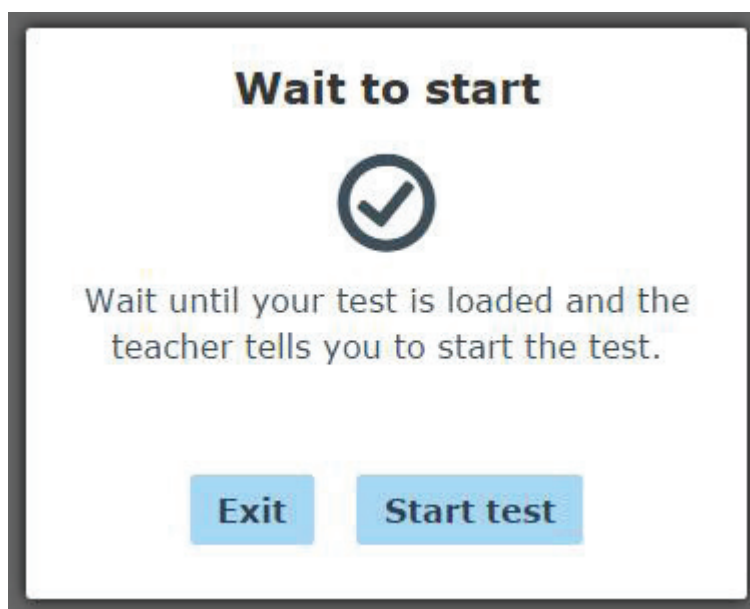 Wait to start
Wait until your test is loaded and the
teacher tells you to start the test.
Exit
Start test